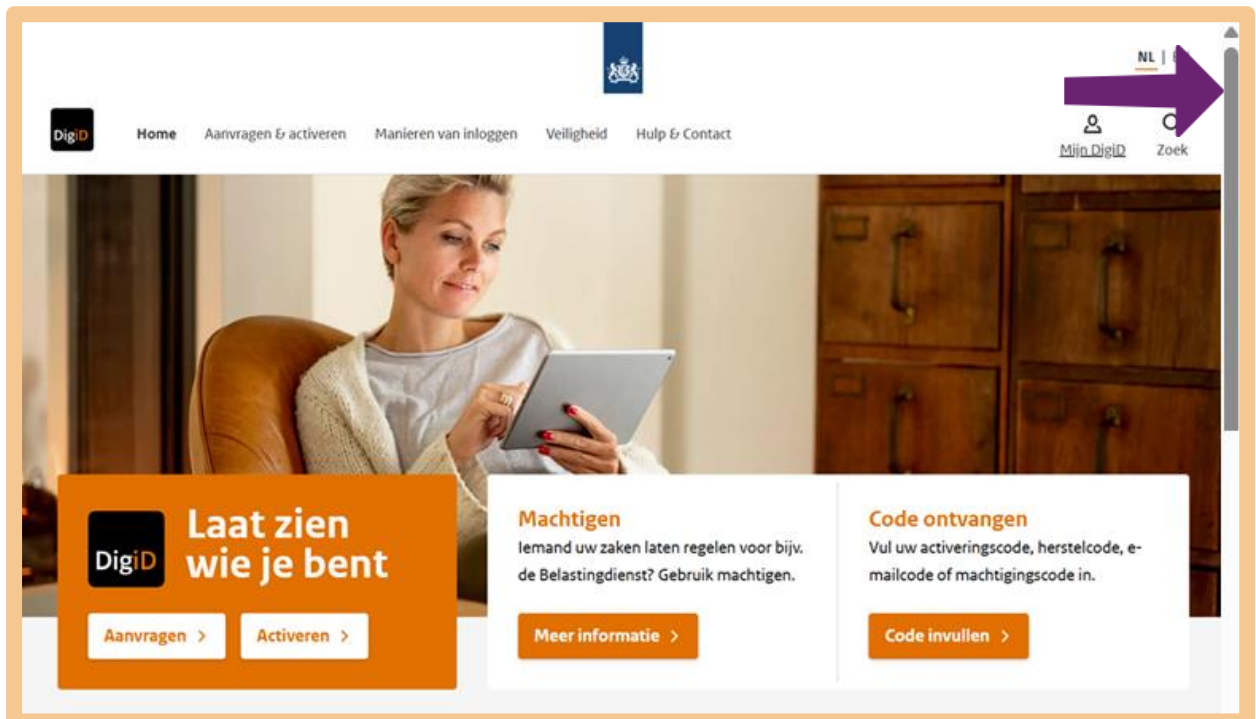 NL |
DigiD
Home Aanvragen & activeren Manieren van inloggen Veiligheid Hulp & Contact
Mijn DigiD Zoek
DigiD
Laat zien
wie je bent
Aanvragen >
Activeren >
Machtigen
Iemand uw zaken laten regelen voor bijv.
de Belastingdienst? Gebruik machtigen.
Meer informatie >
Code ontvangen
Vul uw activeringscode, herstelcode, e-
mailcode of machtigingscode in.
Code invullen >